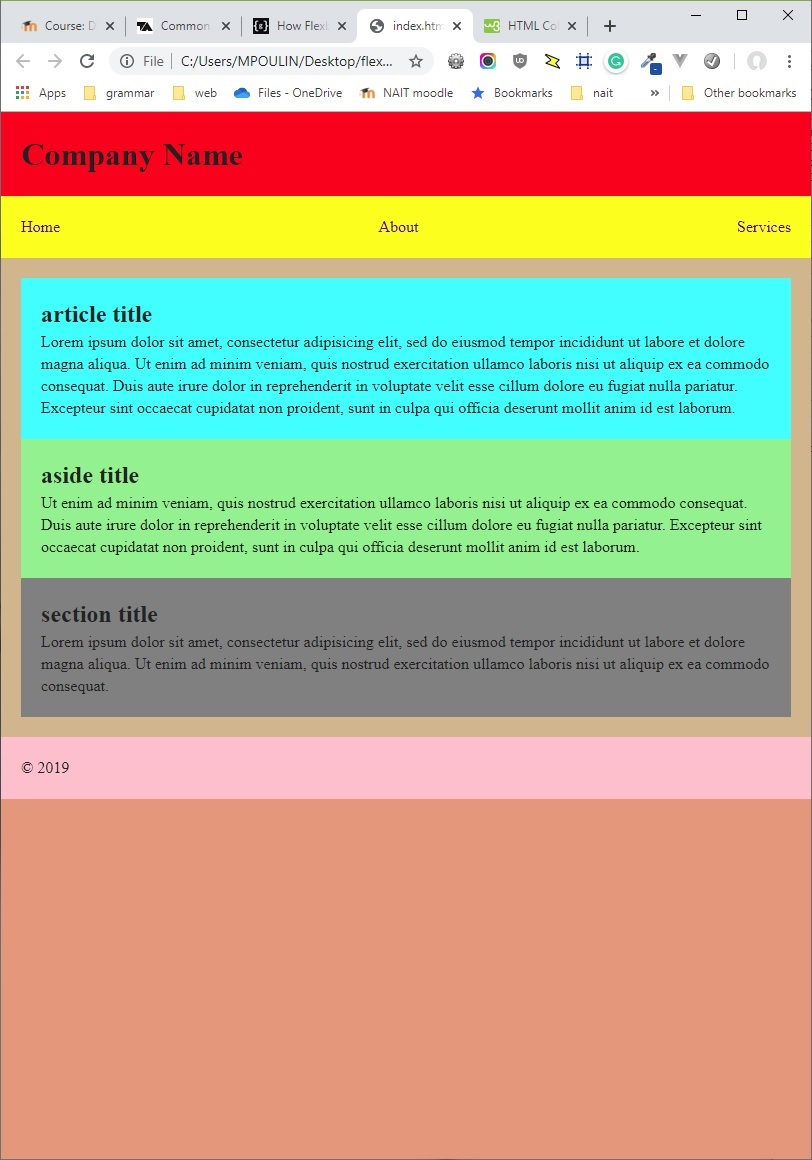 Course: D
Common
How Flexb
index.htm
HTML Co
File
C:/Users/MPOULIN/Desktop/flex...
Apps
grammar
web
Files - OneDrive
NAIT moodle
Bookmarks
nait
»
Other bookmarks
Company Name
Home
About
Services
article title
Lorem ipsum dolor sit amet, consectetur adipisicing elit, sed do eiusmod tempor incididunt ut labore et dolore
magna aliqua. Ut enim ad minim veniam, quis nostrud exercitation ullamco laboris nisi ut aliquip ex ea commodo
consequat. Duis aute irure dolor in reprehenderit in voluptate velit esse cillum dolore eu fugiat nulla pariatur.
Excepteur sint occaecat cupidatat non proident, sunt in culpa qui officia deserunt mollit anim id est laborum.
aside title
Ut enim ad minim veniam, quis nostrud exercitation ullamco laboris nisi ut aliquip ex ea commodo consequat.
Duis aute irure dolor in reprehenderit in voluptate velit esse cillum dolore eu fugiat nulla pariatur. Excepteur sint
occaecat cupidatat non proident, sunt in culpa qui officia deserunt mollit anim id est laborum.
section title
Lorem ipsum dolor sit amet, consectetur adipisicing elit, sed do eiusmod tempor incididunt ut labore et dolore
magna aliqua. Ut enim ad minim veniam, quis nostrud exercitation ullamco laboris nisi ut aliquip ex ea commodo
consequat.
© 2019